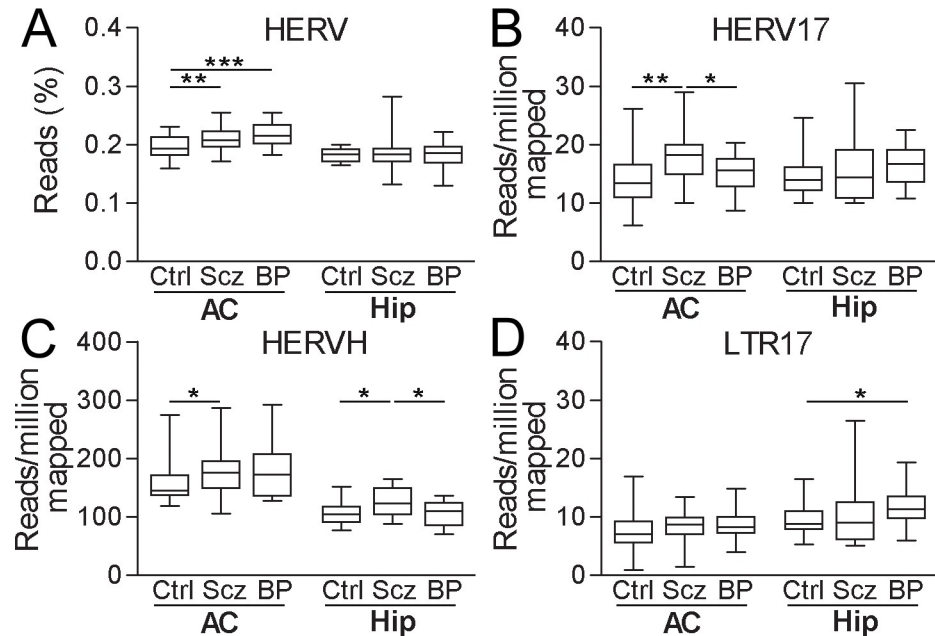 A
HERV
Reads (%)
0.4
0.3
0.2
0.1
0.0
***
**
Ctrl Scz BP
AC
Ctrl Scz BP
Hip
B
HERV17
Reads/million
mapped
40
30
20
10
0
** *
Ctrl Scz BP
AC
Ctrl Scz BP
Hip
C
HERVH
Reads/million
mapped
400
300
200
100
0
* * *
Ctrl Scz BP
AC
Ctrl Scz BP
Hip
D
LTR17
Reads/million
mapped
40
30
20
10
0
*
Ctrl Scz BP
AC
Ctrl Scz BP
Hip